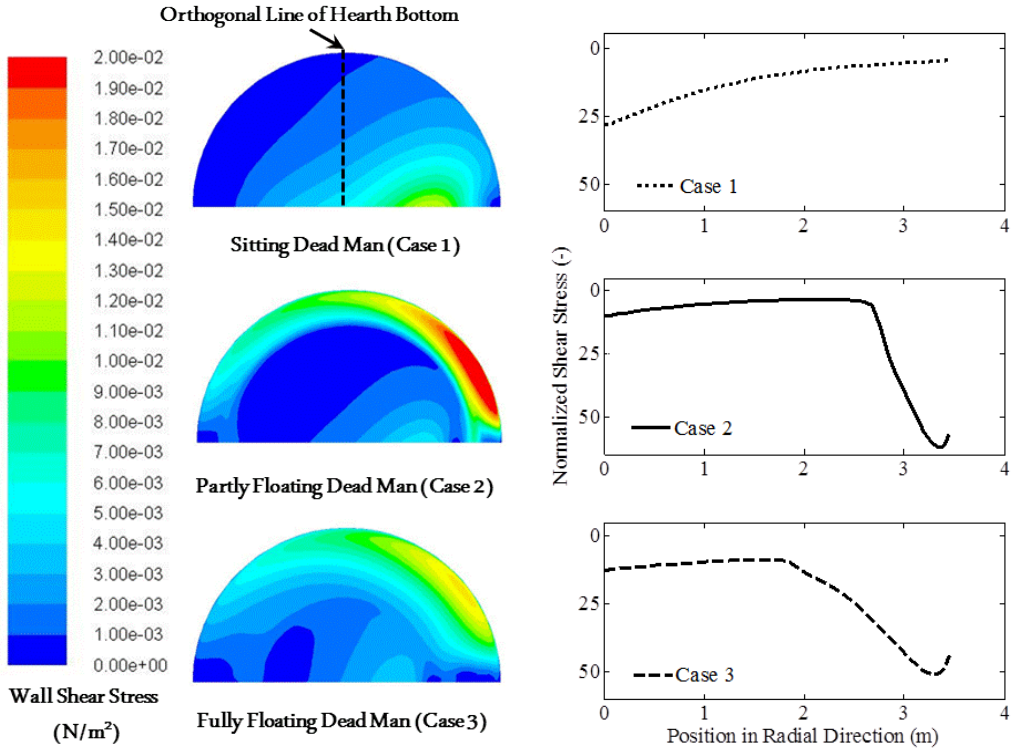 Orthogonal Line of Hearth Bottom
2.00e-02
1.90e-02
1.80e-02
1.70e-02
1.60e-02
1.50e-02
1.40e-02
1.30e-02
1.20e-02
1.10e-02
1.00e-02
9.00e-03
8.00e-03
7.00e-03
6.00e-03
5.00e-03
4.00e-03
3.00e-03
2.00e-03
1.00e-03
0.00e+00
Wall Shear Stress
(N/m²)
Sitting Dead Man (Case 1)
Partly Floating Dead Man (Case 2)
Fully Floating Dead Man (Case 3)
Normalized Shear Stress (-)
0
25
50
Case 1
0 1 2 3 4
0
25
50
Case 2
0 1 2 3 4
0
25
50
Case 3
0 1 2 3 4
Position in Radial Direction (m)